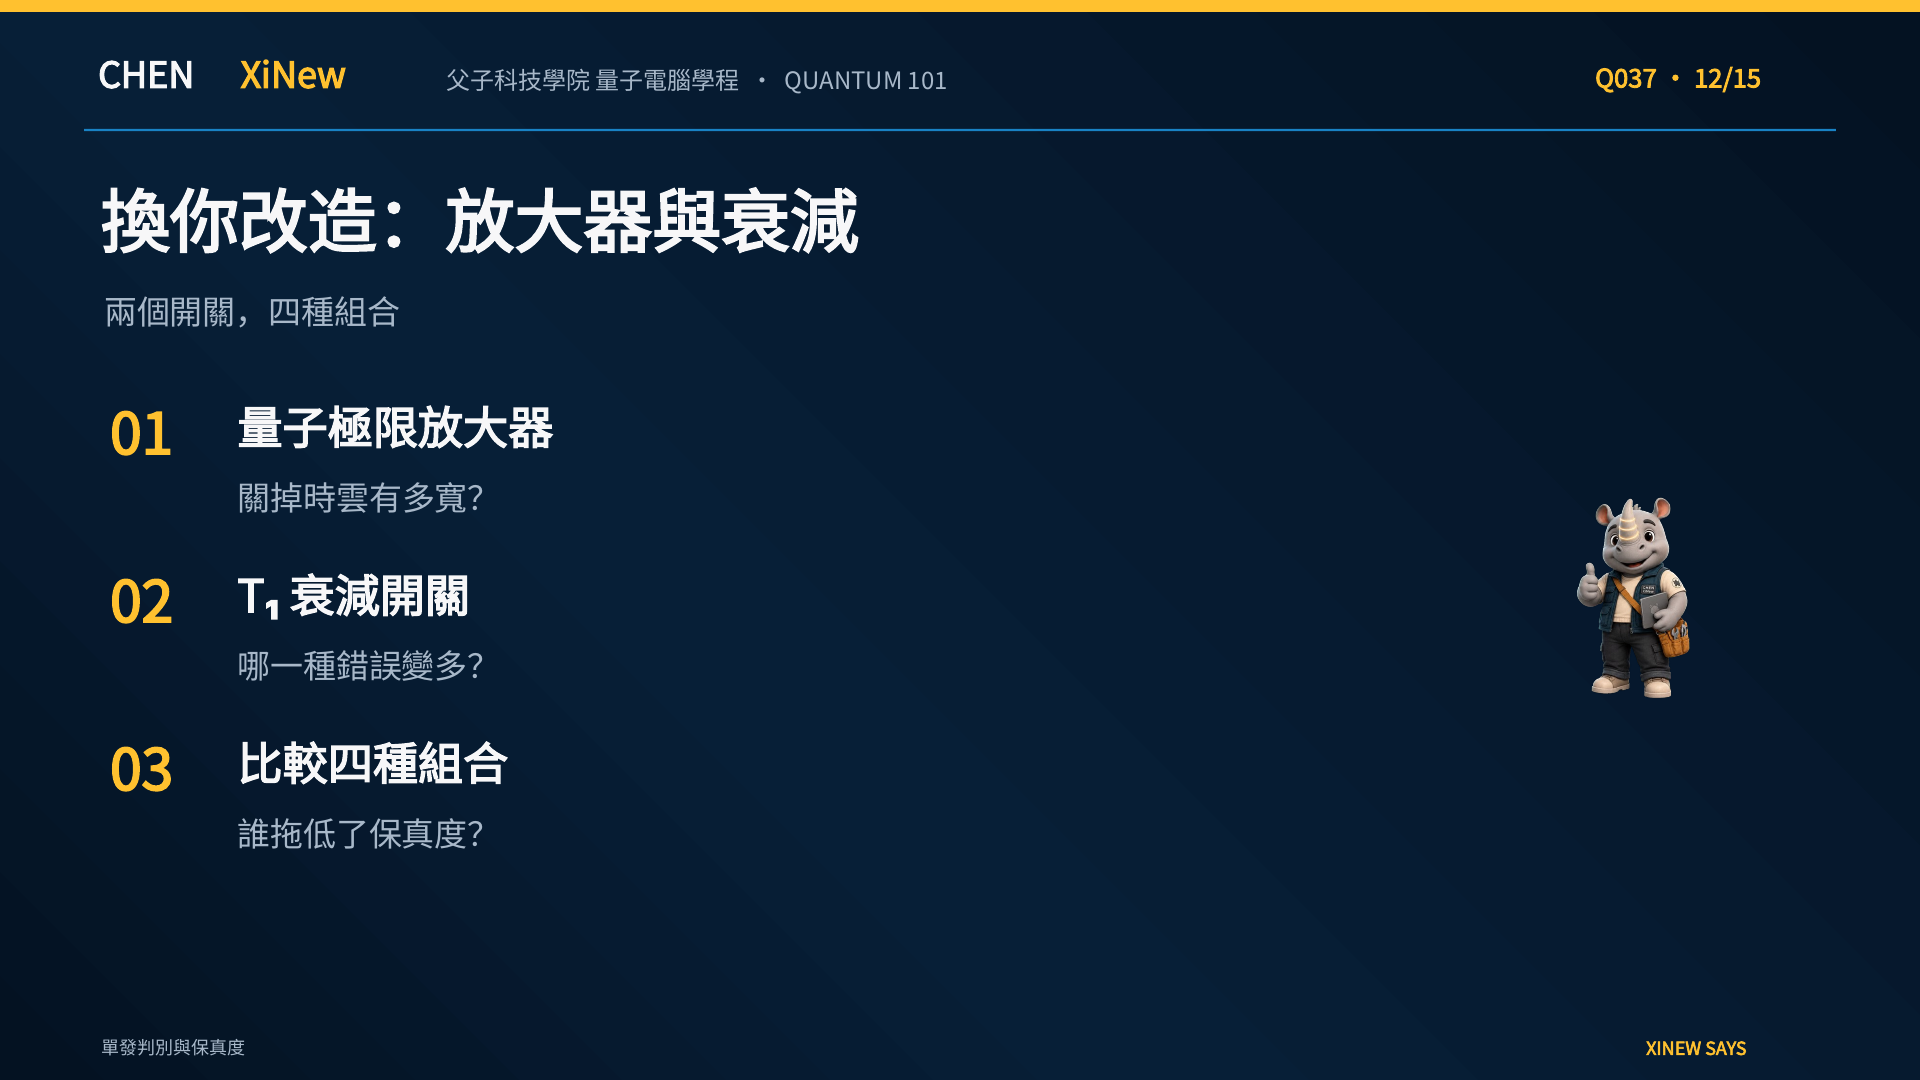 CHEN XiNew 父子科技學院 量子電腦學程 • QUANTUM 101 Q037 • 12/15
換你改造：放大器與衰減
兩個開關，四種組合
01 量子極限放大器
關掉時雲有多寬？
02 T₁ 衰減開關
哪一種錯誤變多？
03 比較四種組合
誰拖低了保真度？
單發判別與保真度 XINEW SAYS